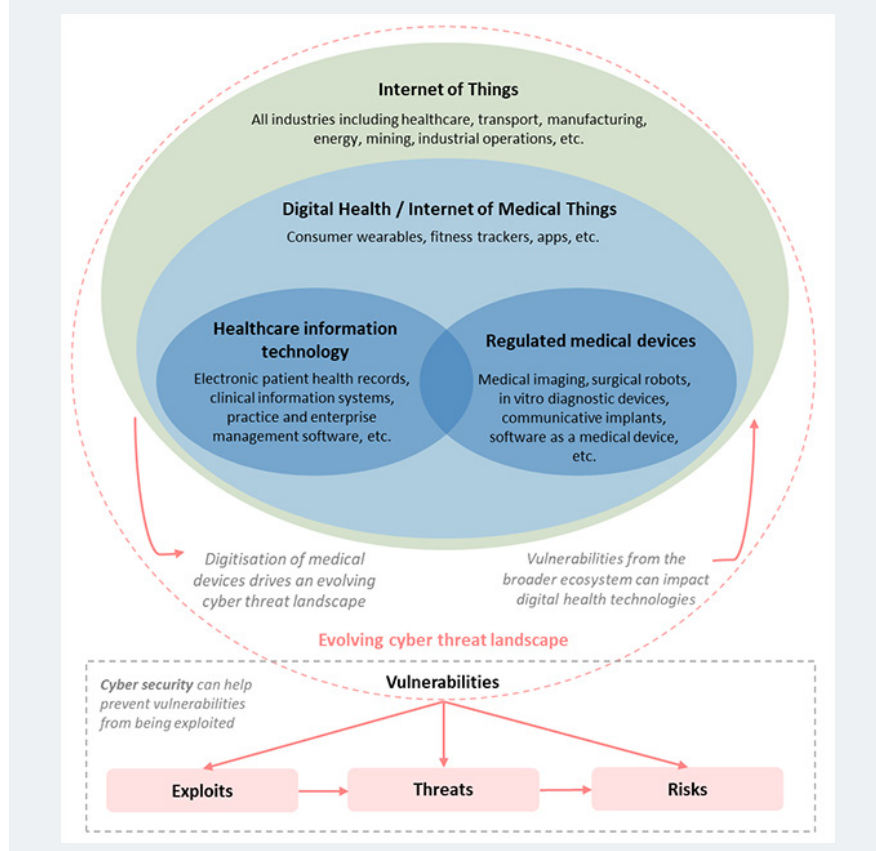 Internet of Things
All industries including healthcare, transport, manufacturing,
energy, mining, industrial operations, etc.
Digital Health / Internet of Medical Things
Consumer wearables, fitness trackers, apps, etc.
Healthcare information
technology
Electronic patient health records,
clinical information systems,
practice and enterprise
management software, etc.
Regulated medical devices
Medical imaging, surgical robots,
in vitro diagnostic devices,
communicative implants,
software as a medical device,
etc.
Digitisation of medical
devices drives an evolving
cyber threat landscape
Vulnerabilities from the
broader ecosystem can impact
digital health technologies
Evolving cyber threat landscape
Cyber security can help
prevent vulnerabilities
from being exploited
Vulnerabilities
Exploits
Threats
Risks